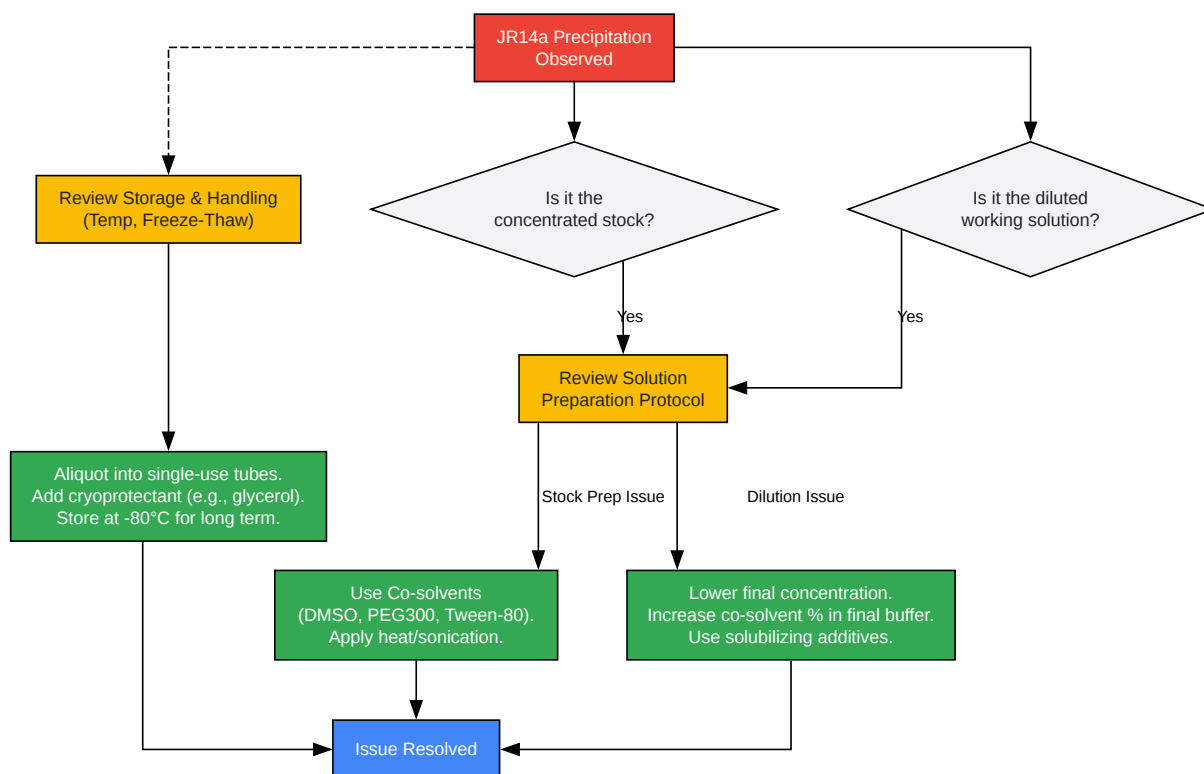 JR14a Precipitation
Observed
Review Storage & Handling
(Temp, Freeze-Thaw)
Is it the
concentrated stock?
Is it the diluted
working solution?
Yes
Yes
Review Solution
Preparation Protocol
Aliquot into single-use tubes.
Add cryoprotectant (e.g., glycerol).
Store at -80°C for long term.
Stock Prep Issue
Dilution Issue
Use Co-solvents
(DMSO, PEG300, Tween-80).
Apply heat/sonication.
Lower final concentration.
Increase co-solvent % in final buffer.
Use solubilizing additives.
Issue Resolved